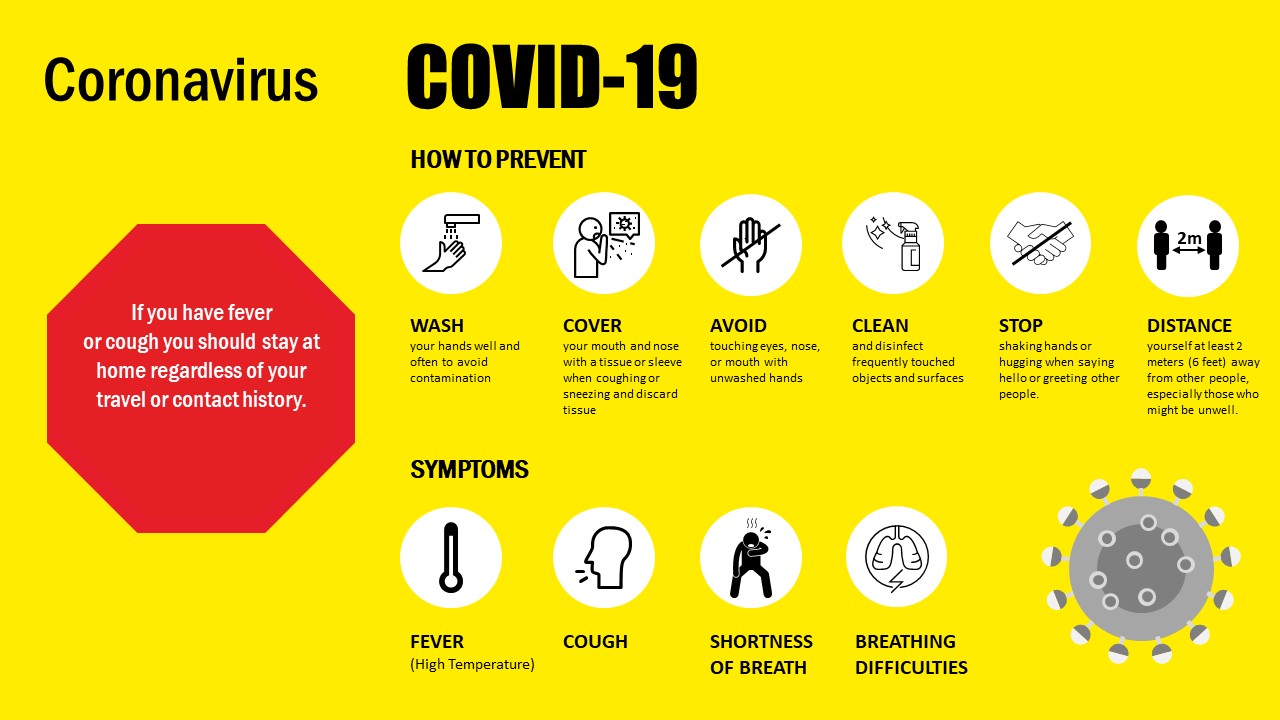 Coronavirus
COVID-19
HOW TO PREVENT
If you have fever
or cough you should stay at
home regardless of your
travel or contact history.
2m
WASH
your hands well and
often to avoid
contamination
COVER
your mouth and nose
with a tissue or sleeve
when coughing or
sneezing and discard
tissue
AVOID
touching eyes, nose,
or mouth with
unwashed hands
CLEAN
and disinfect
frequently touched
objects and surfaces
STOP
shaking hands or
hugging when saying
hello or greeting other
people.
DISTANCE
yourself at least 2
meters (6 feet) away
from other people,
especially those who
might be unwell.
SYMPTOMS
FEVER
(High Temperature)
COUGH
SHORTNESS
OF BREATH
BREATHING
DIFFICULTIES